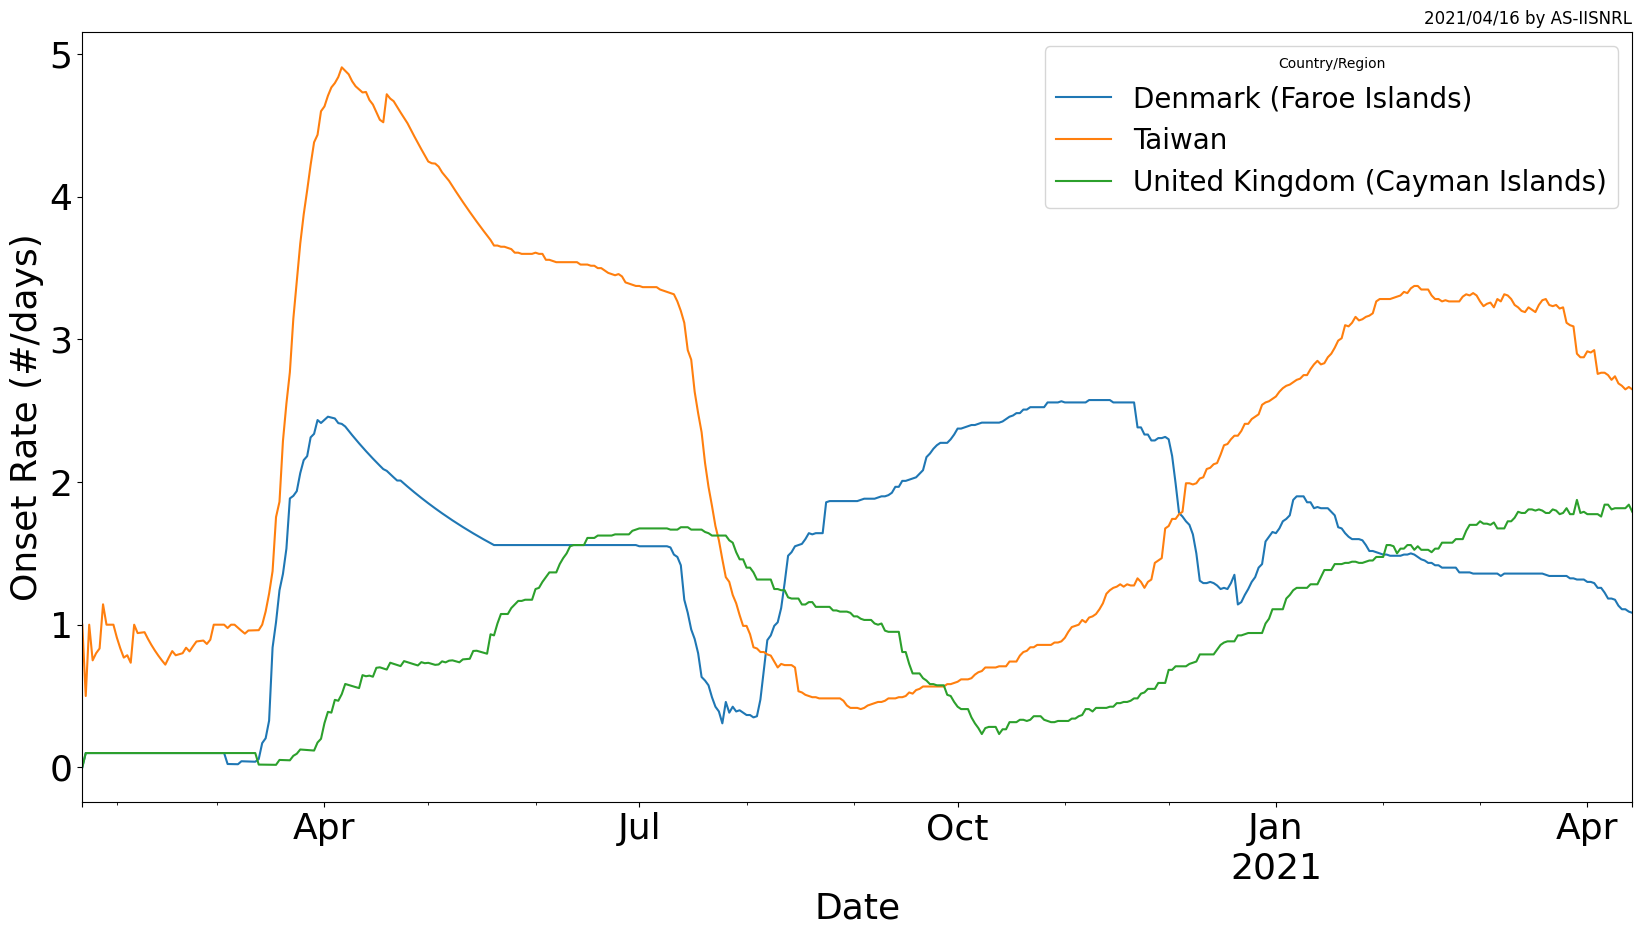 2021/04/16 by AS-IISNRL
Country/Region
Denmark (Faroe Islands)
Taiwan
United Kingdom (Cayman Islands)
5
4
3
2
1
0
Onset Rate (#/days)
Apr
Jul
Oct
Jan
2021
Apr
Date